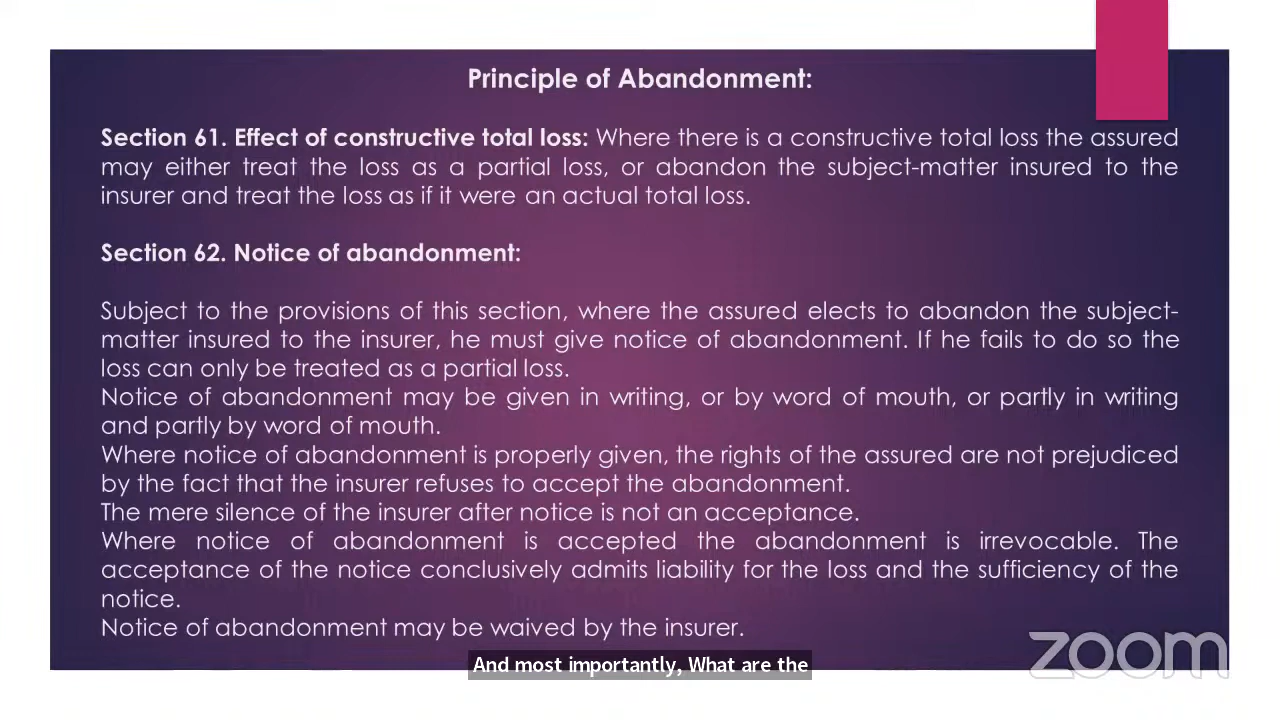 Principle of Abandonment:
Section 61. Effect of constructive total loss: Where there is a constructive total loss the assured
may either treat the loss as a partial loss, or abandon the subject-matter insured to the
insurer and treat the loss as if it were an actual total loss.
Section 62. Notice of abandonment:
Subject to the provisions of this section, where the assured elects to abandon the subject-
matter insured to the insurer, he must give notice of abandonment. If he fails to do so the
loss can only be treated as a partial loss.
Notice of abandonment may be given in writing, or by word of mouth, or partly in writing
and partly by word of mouth.
Where notice of abandonment is properly given, the rights of the assured are not prejudiced
by the fact that the insurer refuses to accept the abandonment.
The mere silence of the insurer after notice is not an acceptance.
Where notice of abandonment is accepted the abandonment is irrevocable. The
acceptance of the notice conclusively admits liability for the loss and the sufficiency of the
notice.
Notice of abandonment may be waived by the insurer.
zoom
And most importantly, What are the